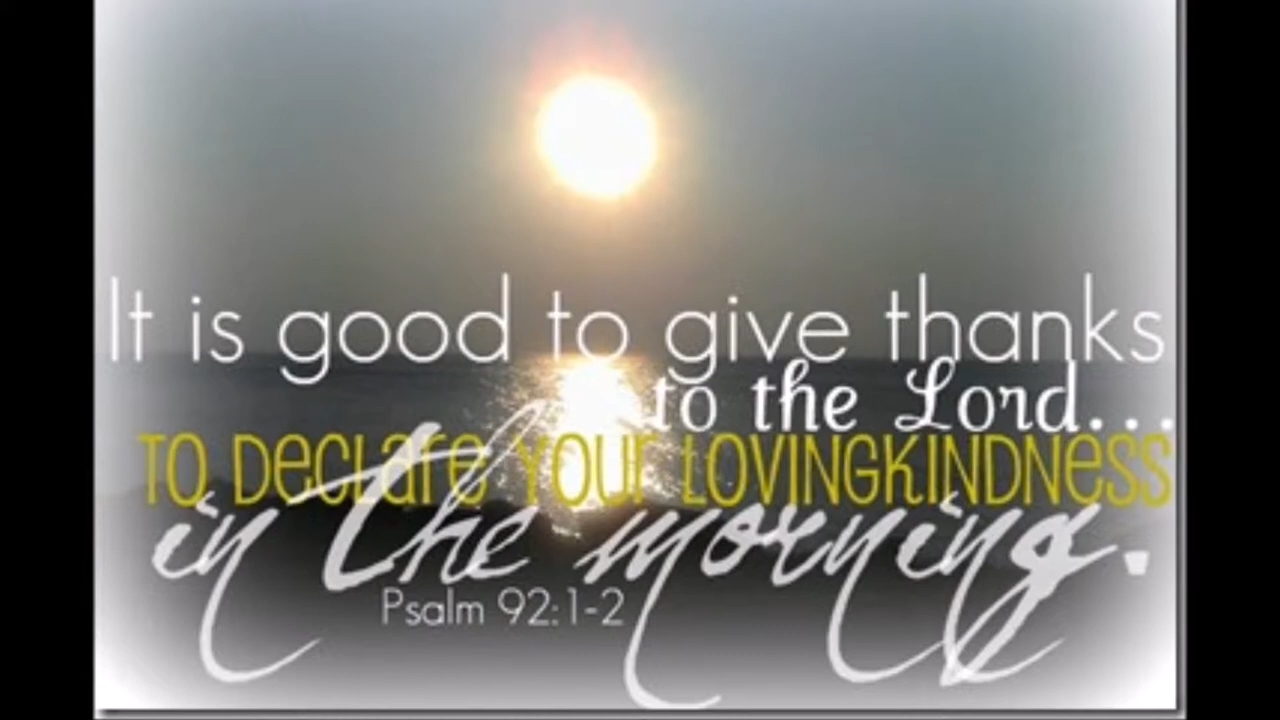 It is good to give thanks
to the Lord...
TO DecLare YOUr LOVINGKINDNess
in the morning.
Psalm 92:1-2